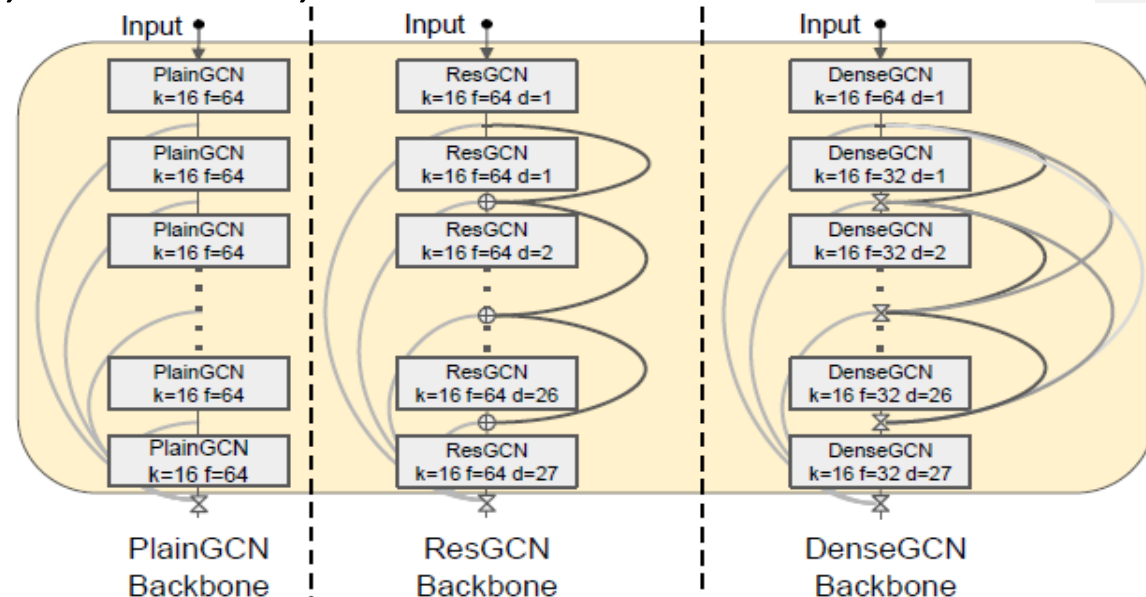 Input
PlainGCN
k=16 f=64
PlainGCN
k=16 f=64
PlainGCN
k=16 f=64
PlainGCN
k=16 f=64
PlainGCN
k=16 f=64
PlainGCN
Backbone
Input
ResGCN
k=16 f=64 d=1
ResGCN
k=16 f=64 d=1
ResGCN
k=16 f=64 d=2
ResGCN
k=16 f=64 d=26
ResGCN
k=16 f=64 d=27
ResGCN
Backbone
Input
DenseGCN
k=16 f=64 d=1
DenseGCN
k=16 f=32 d=1
DenseGCN
k=16 f=32 d=2
DenseGCN
k=16 f=32 d=26
DenseGCN
k=16 f=32 d=27
DenseGCN
Backbone